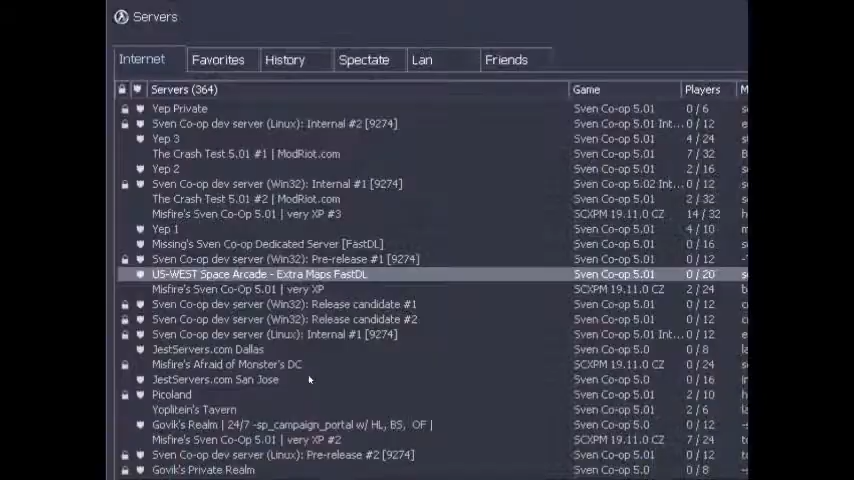 Servers
Internet Favorites History Spectate Lan Friends
Servers (364) Game Players M
Yep Private Sven Co-op 5.01 0 / 6
Sven Co-op dev server (Linux): Internal #2 [9274] Sven Co-op 5.01 Int... 0 / 12
Yep 3 Sven Co-op 5.01 4 / 24
The Crash Test 5.01 #1 | ModRiot.com Sven Co-op 5.01 7 / 32
Yep 2 Sven Co-op 5.01 2 / 16
Sven Co-op dev server (Win32): Internal #1 [9274] Sven Co-op 5.02 Int... 0 / 12
The Crash Test 5.01 #2 | ModRiot.com Sven Co-op 5.01 2 / 32
Misfire's Sven Co-Op 5.01 | very XP #3 SCXPM 19.11.0 CZ 14 / 32
Yep 1 Sven Co-op 5.01 4 / 10
Missing's Sven Co-op Dedicated Server [FastDL] Sven Co-op 5.01 0 / 16
Sven Co-op dev server (Win32): Pre-release #1 [9274] Sven Co-op 5.01 0 / 12
US-WEST Space Arcade - Extra Maps FastDL Sven Co-op 5.01 0 / 20
Misfire's Sven Co-Op 5.01 | very XP SCXPM 19.11.0 CZ 2 / 24
Sven Co-op dev server (Win32): Release candidate #1 Sven Co-op 5.01 0 / 12
Sven Co-op dev server (Win32): Release candidate #2 Sven Co-op 5.01 0 / 12
Sven Co-op dev server (Linux): Internal #1 [9274] Sven Co-op 5.01 Int... 0 / 12
JestServers.com Dallas Sven Co-op 5.0 0 / 8
Misfire's Afraid of Monster's DC SCXPM 19.11.0 CZ 0 / 24
JestServers.com San Jose Sven Co-op 5.0 0 / 16
Picoland Sven Co-op 5.01 0 / 10
Yoplitein's Tavern Sven Co-op 5.01 2 / 6
Govik's Realm | 24/7 -sp_campaign_portal w/ HL, BS, OF | Sven Co-op 5.0 0 / 12
Misfire's Sven Co-Op 5.01 | very XP #2 SCXPM 19.11.0 CZ 7 / 24
Sven Co-op dev server (Linux): Pre-release #2 [9274] Sven Co-op 5.01 0 / 12
Govik's Private Realm Sven Co-op 5.0 0 / 8